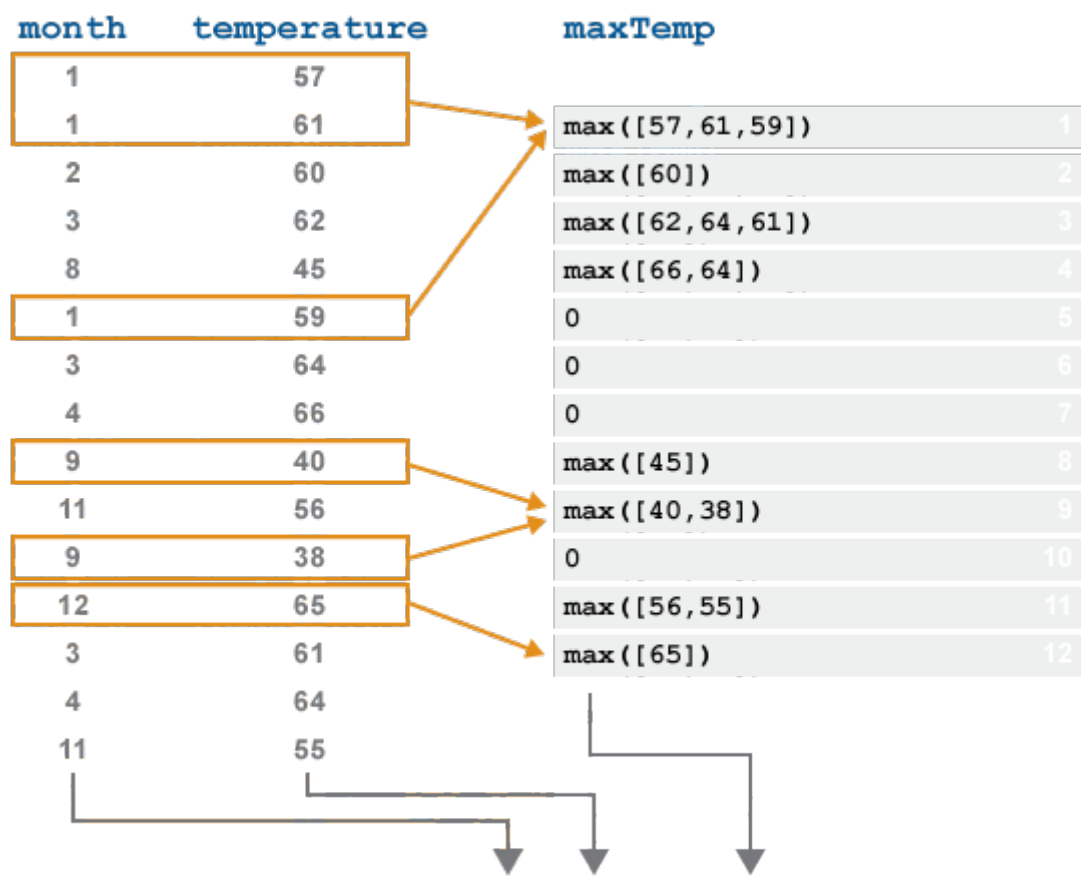 month temperature maxTemp
1 57
1 61 max([57,61,59]) 1
2 60 max([60]) 2
3 62 max([62,64,61]) 3
8 45 max([66,64]) 4
1 59 0 5
3 64 0 6
4 66 0 7
9 40 max([45]) 8
11 56 max([40,38]) 9
9 38 0 10
12 65 max([56,55]) 11
3 61 max([65]) 12
4 64
11 55